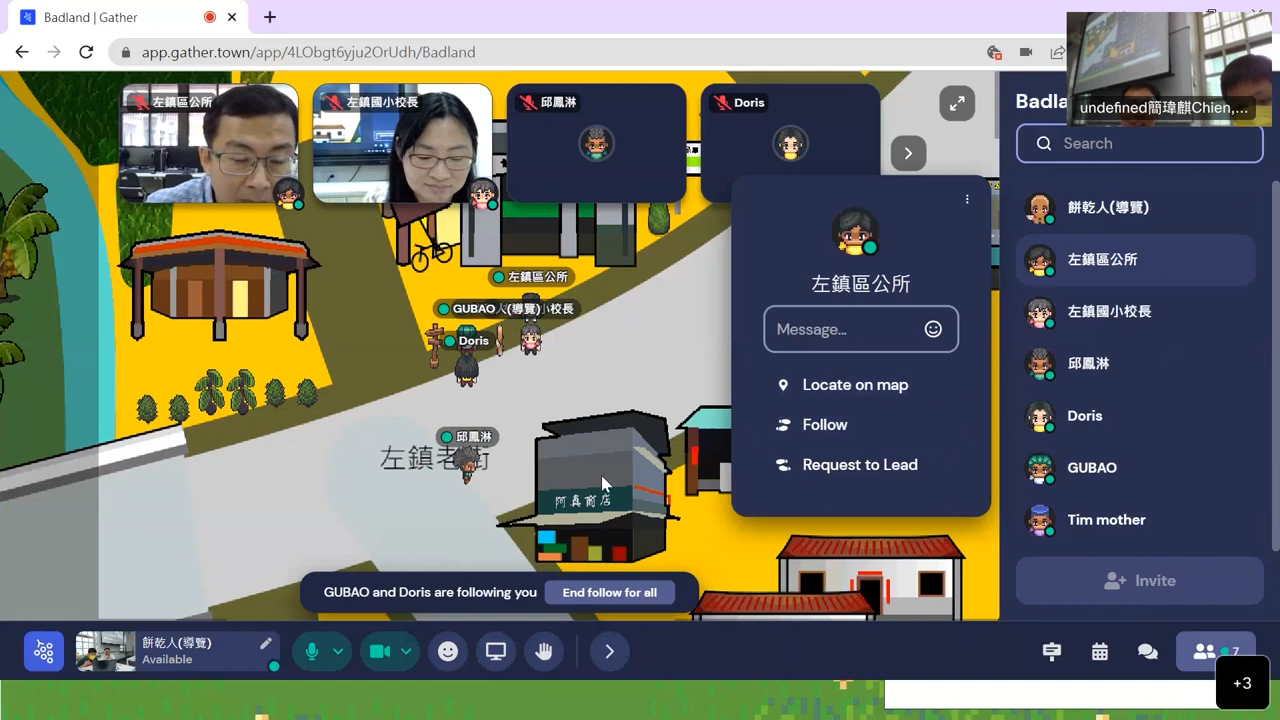 Badland | Gather
app.gather.town/app/4LObgt6yju2OrUdh/Badland
undefined簡瑋麒Chien,...
左鎮區公所
左鎮國小校長
邱鳳淋
Doris
Search
餅乾人(導覽)
左鎮區公所
左鎮國小校長
邱鳳淋
Doris
GUBAO
Tim mother
Invite
左鎮區公所
Message...
Locate on map
Follow
Request to Lead
左鎮區公所
GUBAO人(導覽)小校長
Doris
邱鳳淋
左鎮老街
阿真商店
GUBAO and Doris are following you
End follow for all
餅乾人(導覽)
Available
7
+3